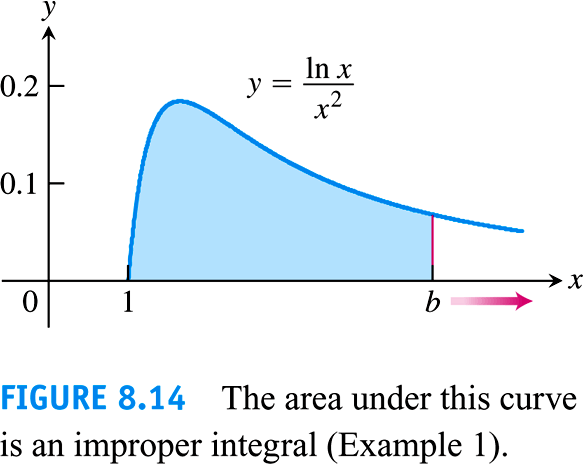 y
0.2
y = ln x / x²
0.1
0 1 b x
FIGURE 8.14 The area under this curve
is an improper integral (Example 1).